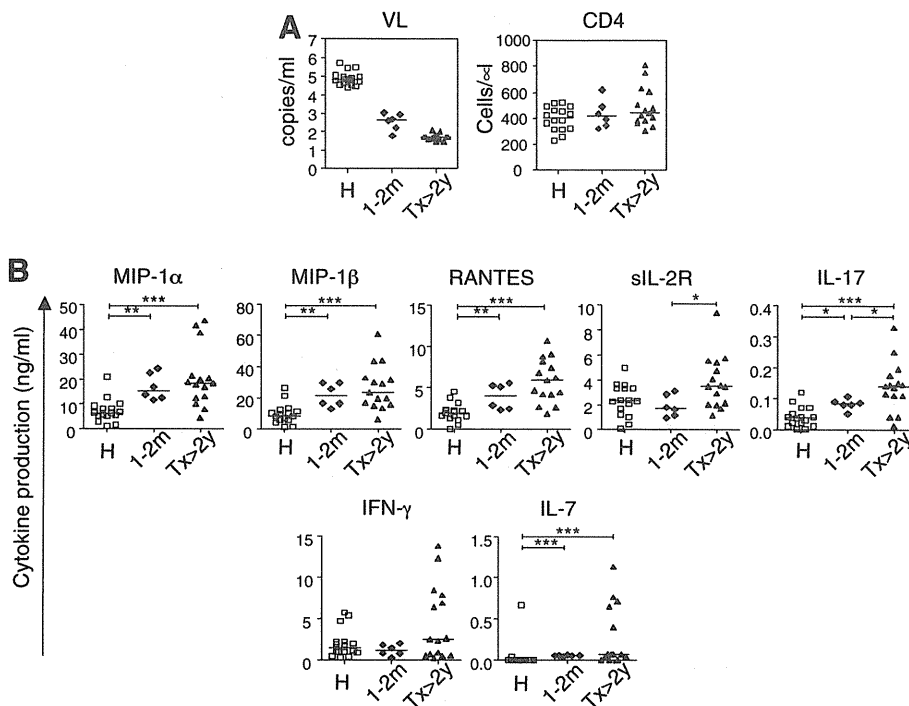 A
VL
CD4
copies/ml
7
6
5
4
3
2
1
0
H
1-2m
Tx>2y
Cells/∝l
1000
800
600
400
200
0
H
1-2m
Tx>2y
B
Cytokine production (ng/ml)
MIP-1α
***
**
50
40
30
20
10
0
H
1-2m
Tx>2y
MIP-1β
***
**
80
60
40
20
0
H
1-2m
Tx>2y
RANTES
***
**
15
10
5
0
H
1-2m
Tx>2y
sIL-2R
*
10
8
6
4
2
0
H
1-2m
Tx>2y
IL-17
***
* *
0.4
0.3
0.2
0.1
0.0
H
1-2m
Tx>2y
IFN-γ
15
10
5
0
H
1-2m
Tx>2y
IL-7
***
***
1.5
1.0
0.5
0.0
H
1-2m
Tx>2y